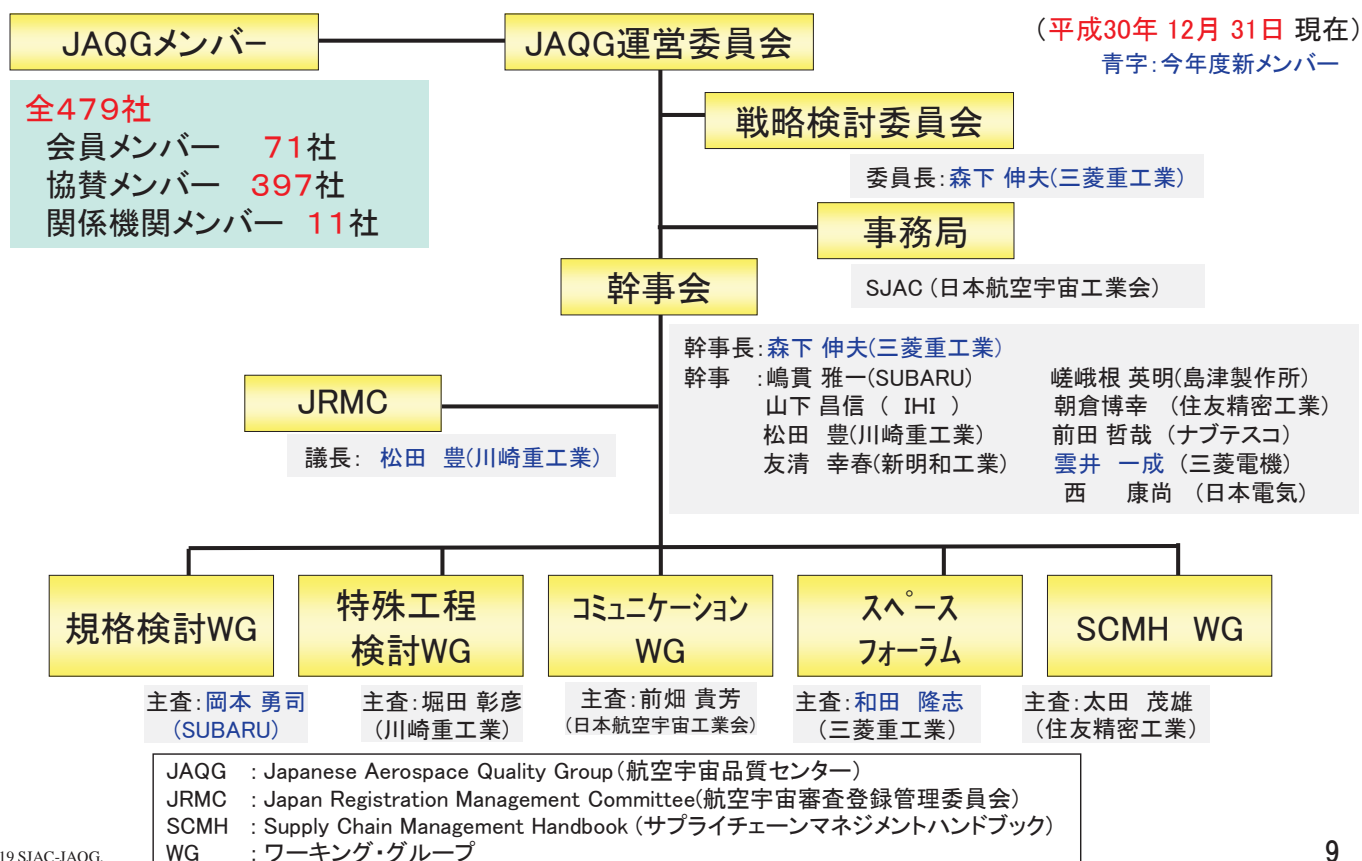 JAQGメンバー
JAQG運営委員会
（平成30年 12月 31日 現在）
青字：今年度新メンバー
全４７９社
会員メンバー　７１社
協賛メンバー　３９７社
関係機関メンバー　１１社
戦略検討委員会
委員長：森下 伸夫(三菱重工業)
事務局
SJAC (日本航空宇宙工業会)
幹事会
幹事長：森下 伸夫(三菱重工業)
幹事　：嶋貫 雅一(SUBARU)　嵯峨根 英明(島津製作所)
山下 昌信 （ IHI ）　朝倉博幸 （住友精密工業）
松田　豊(川崎重工業)　前田 哲哉 （ナブテスコ）
友清　幸春(新明和工業)　雲井　一成 （三菱電機）
西　　康尚 （日本電気）
JRMC
議長： 松田　豊(川崎重工業)
規格検討WG
主査：岡本 勇司
(SUBARU)
特殊工程
検討WG
主査：堀田 彰彦
(川崎重工業)
コミュニケーション
WG
主査：前畑 貴芳
(日本航空宇宙工業会)
スペース
フォーラム
主査：和田　隆志
(三菱重工業)
SCMH　WG
主査：太田　茂雄
(住友精密工業)
JAQG　：Japanese Aerospace Quality Group（航空宇宙品質センター）
JRMC　：Japan Registration Management Committee(航空宇宙審査登録管理委員会)
SCMH　：Supply Chain Management Handbook (サプライチェーンマネジメントハンドブック)
WG　：ワーキング・グループ
19 SJAC-JAQG.
9